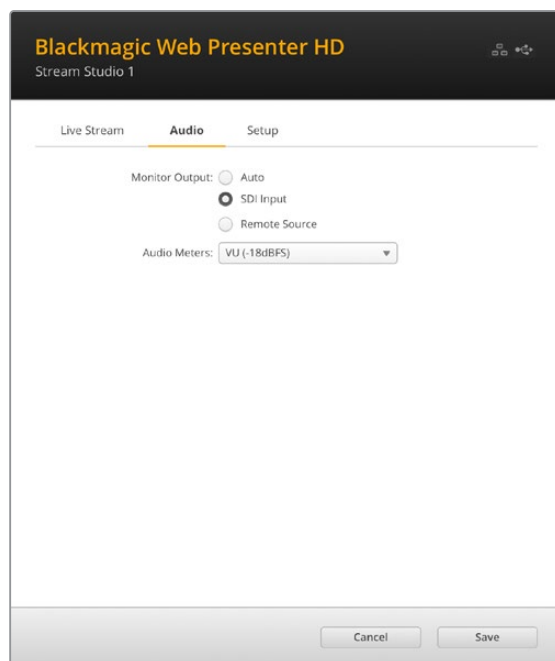 Blackmagic Web Presenter HD
Stream Studio 1
Live Stream Audio Setup
Monitor Output: Auto
SDI Input
Remote Source
Audio Meters: VU (-18dBFS)
Cancel Save